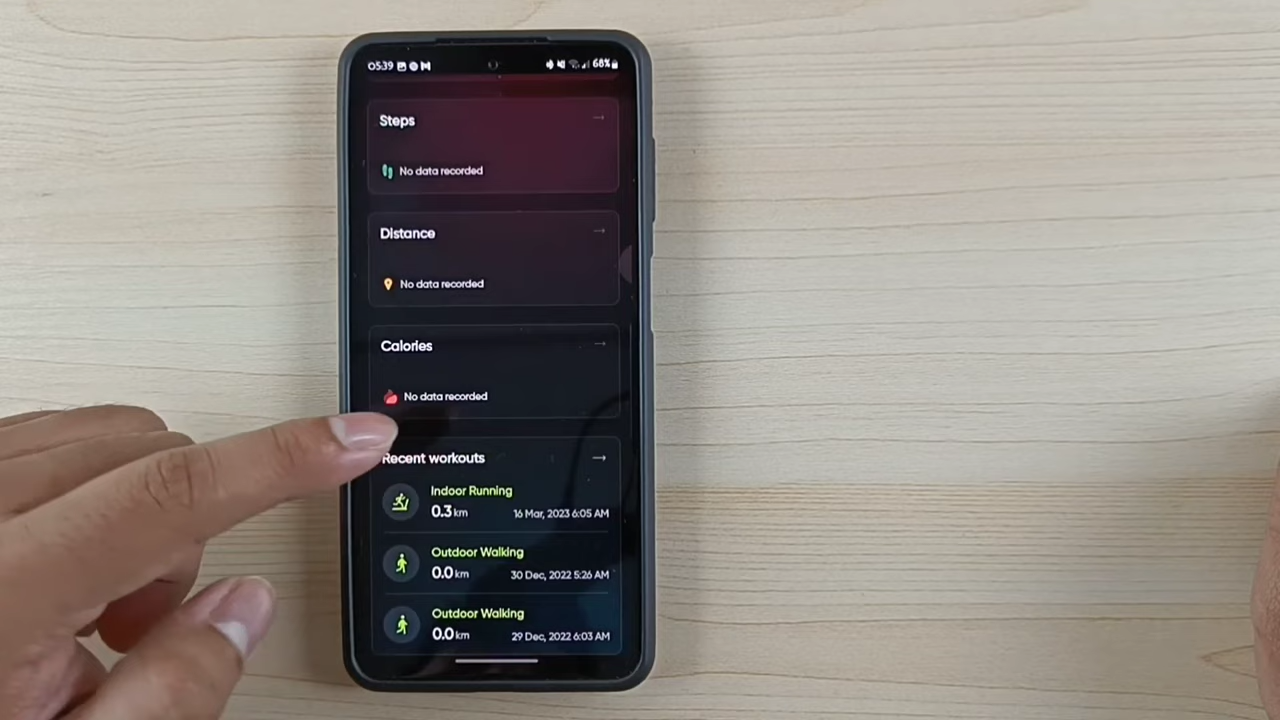 05:39 68%
Steps
No data recorded
Distance
No data recorded
Calories
No data recorded
Recent workouts
Indoor Running
0.3 km 16 Mar, 2023 6:05 AM
Outdoor Walking
0.0 km 30 Dec, 2022 5:26 AM
Outdoor Walking
0.0 km 29 Dec, 2022 6:03 AM